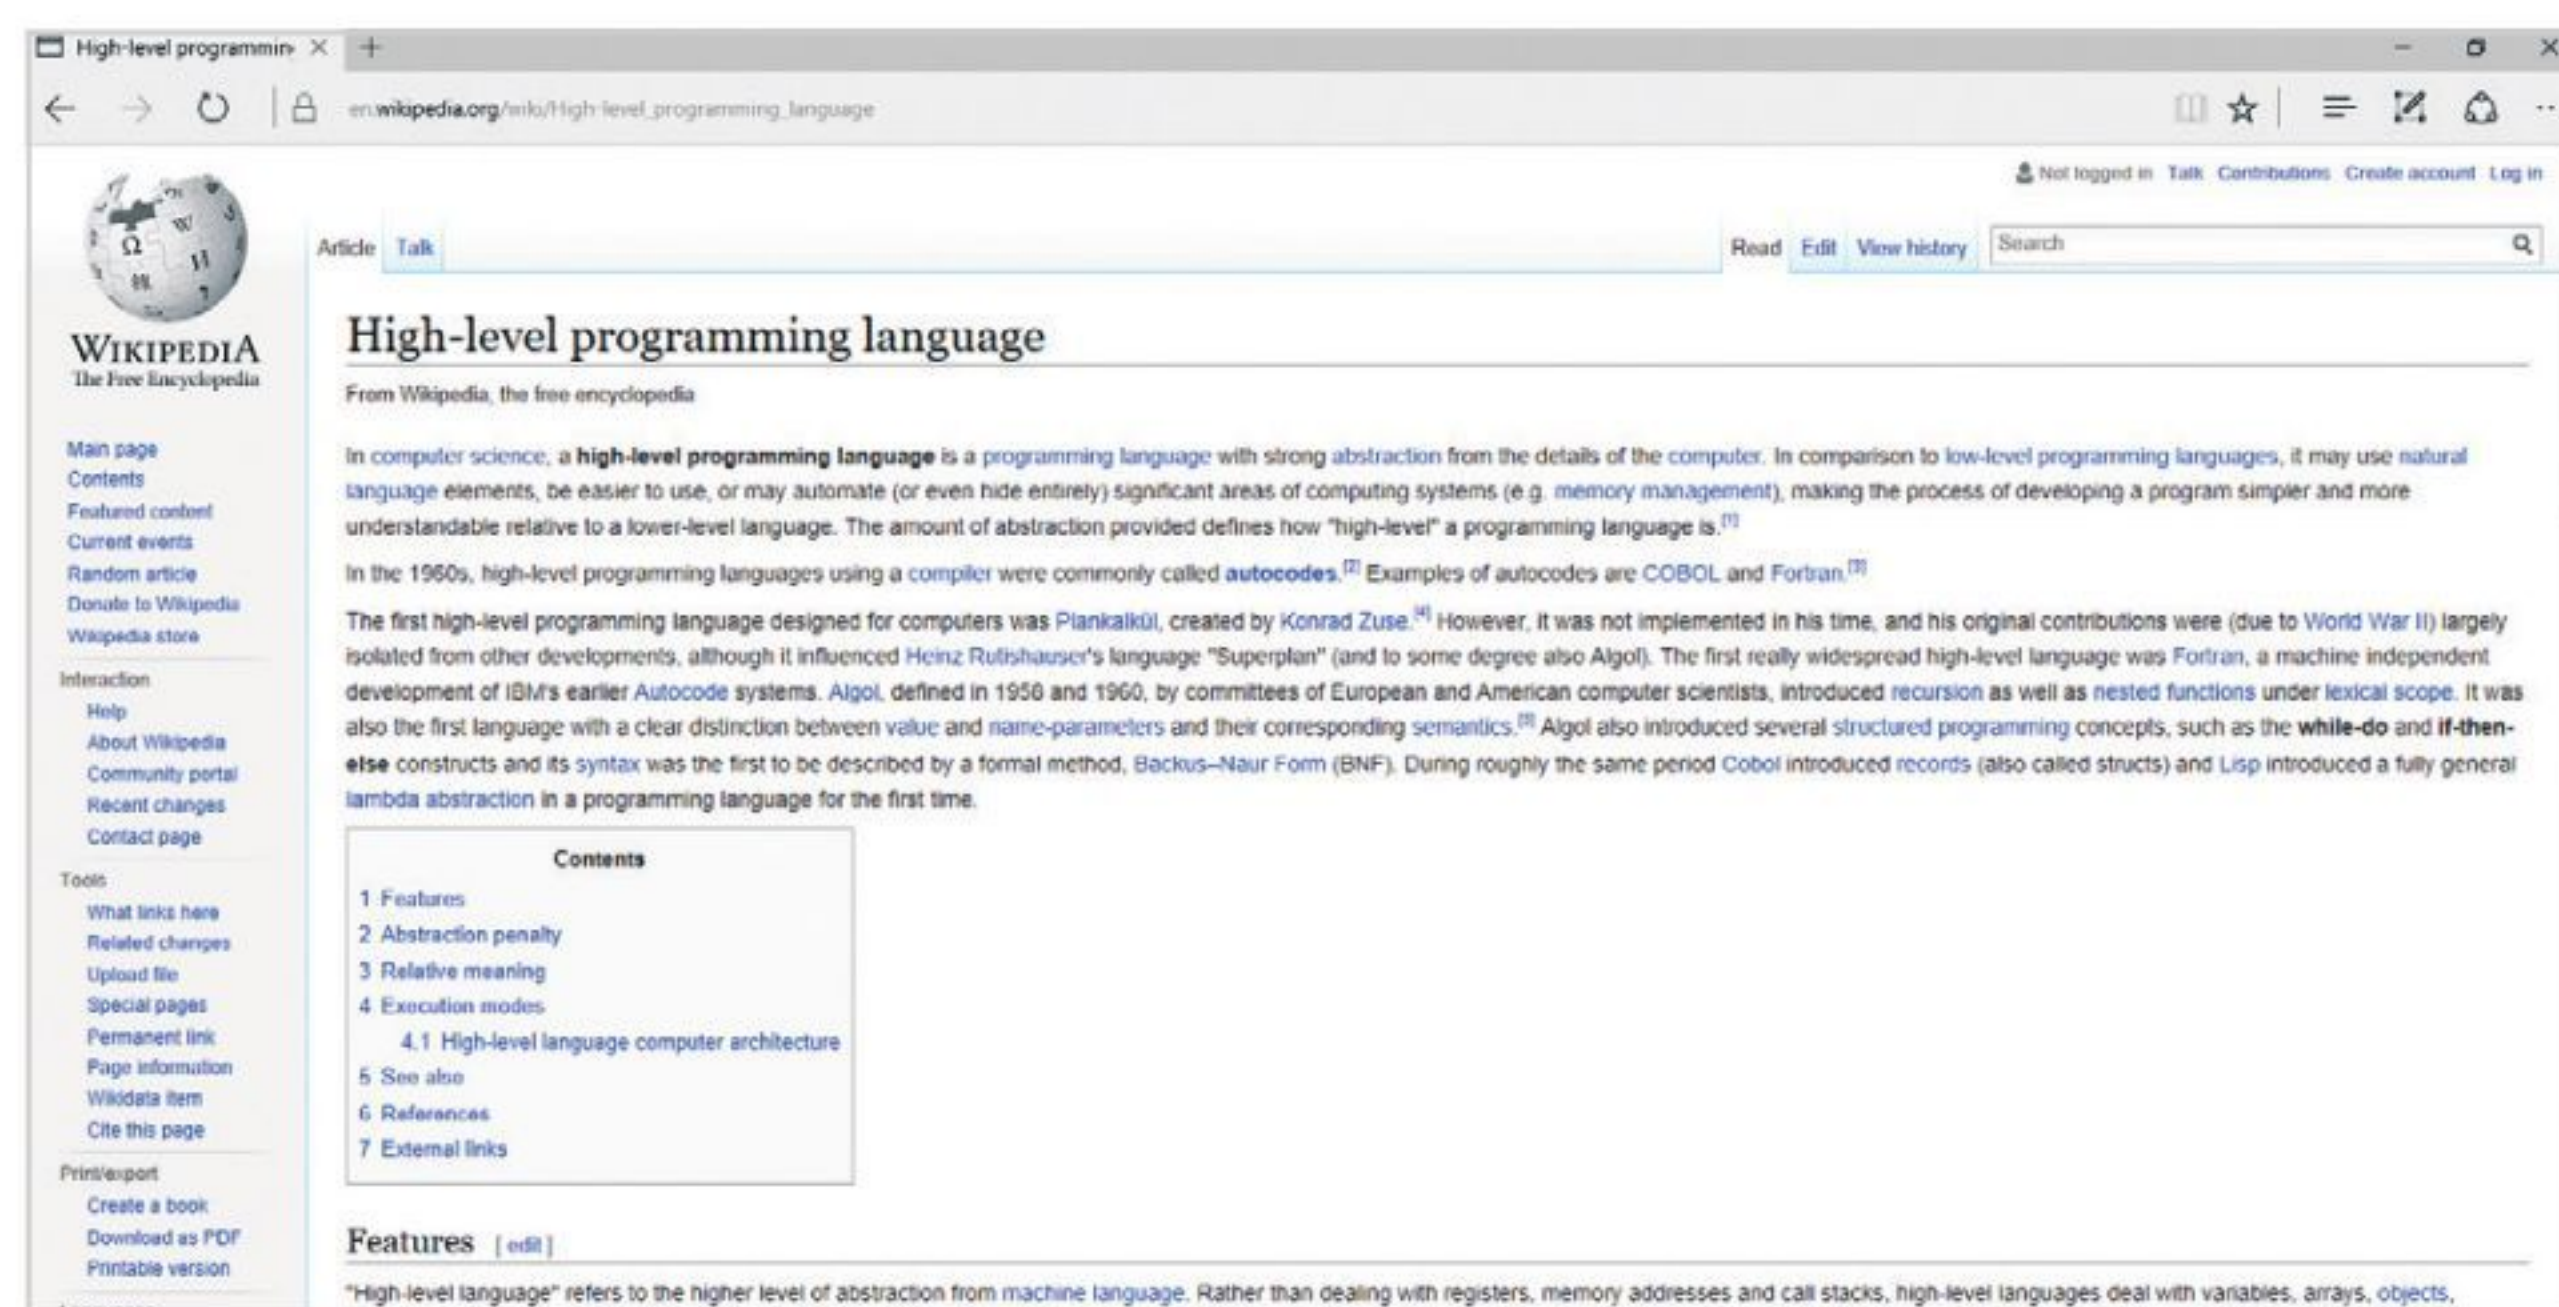 High-level programmin
en.wikipedia.org/wiki/High-level_programming_language
Not logged in Talk Contributions Create account Log in
Article Talk
Read Edit View history Search
WIKIPEDIA
The Free Encyclopedia
Main page
Contents
Featured content
Current events
Random article
Donate to Wikipedia
Wikipedia store
Interaction
Help
About Wikipedia
Community portal
Recent changes
Contact page
Tools
What links here
Related changes
Upload file
Special pages
Permanent link
Page information
Wikidata item
Cite this page
Print/export
Create a book
Download as PDF
Printable version
High-level programming language
From Wikipedia, the free encyclopedia
In computer science, a high-level programming language is a programming language with strong abstraction from the details of the computer. In comparison to low-level programming languages, it may use natural
language elements, be easier to use, or may automate (or even hide entirely) significant areas of computing systems (e.g. memory management), making the process of developing a program simpler and more
understandable relative to a lower-level language. The amount of abstraction provided defines how "high-level" a programming language is.[1]
In the 1960s, high-level programming languages using a compiler were commonly called autocodes.[2] Examples of autocodes are COBOL and Fortran.[3]
The first high-level programming language designed for computers was Plankalkül, created by Konrad Zuse.[4] However, it was not implemented in his time, and his original contributions were (due to World War II) largely
isolated from other developments, although it influenced Heinz Rutishauser's language "Superplan" (and to some degree also Algol). The first really widespread high-level language was Fortran, a machine independent
development of IBM's earlier Autocode systems. Algol, defined in 1958 and 1960, by committees of European and American computer scientists, introduced recursion as well as nested functions under lexical scope. It was
also the first language with a clear distinction between value and name-parameters and their corresponding semantics.[5] Algol also introduced several structured programming concepts, such as the while-do and if-then-
else constructs and its syntax was the first to be described by a formal method, Backus–Naur Form (BNF). During roughly the same period Cobol introduced records (also called structs) and Lisp introduced a fully general
lambda abstraction in a programming language for the first time.
Contents
1 Features
2 Abstraction penalty
3 Relative meaning
4 Execution modes
4.1 High-level language computer architecture
5 See also
6 References
7 External links
Features [ edit ]
"High-level language" refers to the higher level of abstraction from machine language. Rather than dealing with registers, memory addresses and call stacks, high-level languages deal with variables, arrays, objects,